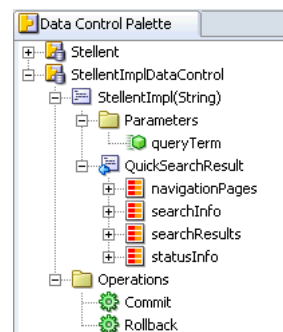 Data Control Palette
Stellent
StellentImplDataControl
StellentImpl(String)
Parameters
queryTerm
QuickSearchResult
navigationPages
searchInfo
searchResults
statusInfo
Operations
Commit
Rollback